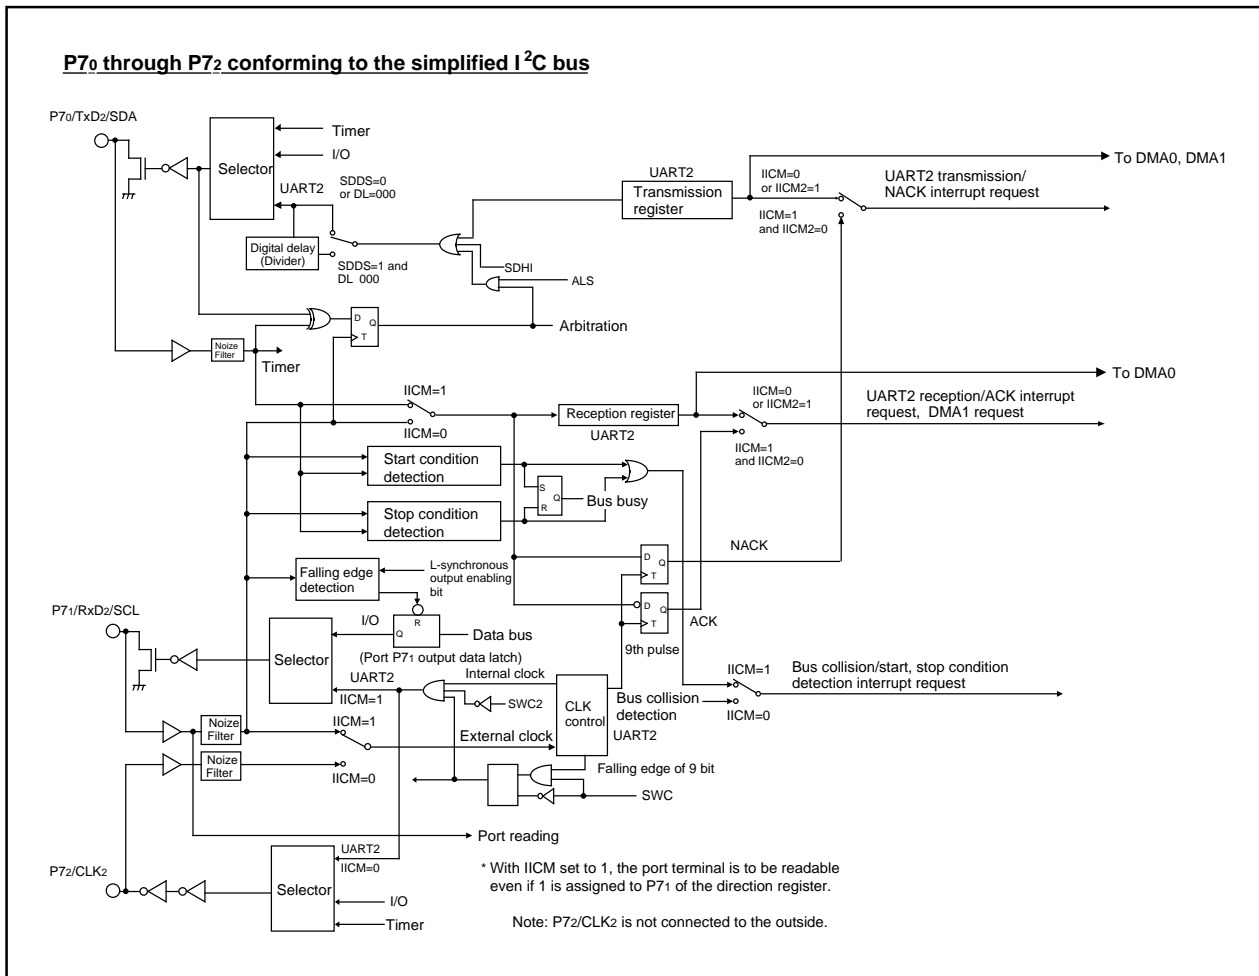 P70 through P72 conforming to the simplified I2C bus
P70/TxD2/SDA
Selector
Timer
I/O
UART2
SDDS=0
or DL=000
Digital delay
(Divider)
SDDS=1 and
DL 000
SDHI
ALS
UART2
Transmission
register
IICM=0
or IICM2=1
IICM=1
and IICM2=0
To DMA0, DMA1
UART2 transmission/
NACK interrupt request
D
T
Q
Arbitration
Noize
Filter
Timer
IICM=1
IICM=0
Reception register
UART2
IICM=0
or IICM2=1
IICM=1
and IICM2=0
To DMA0
UART2 reception/ACK interrupt
request, DMA1 request
Start condition
detection
Stop condition
detection
S
R
Q
Bus busy
NACK
D
T
Q
D
T
Q
ACK
9th pulse
Falling edge
detection
L-synchronous
output enabling
bit
P71/RxD2/SCL
I/O
R
Q
Data bus
(Port P71 output data latch)
Selector
UART2
IICM=1
Internal clock
SWC2
CLK
control
UART2
Bus collision
detection
IICM=1
IICM=0
Bus collision/start, stop condition
detection interrupt request
Noize
Filter
IICM=1
External clock
Noize
Filter
IICM=0
Falling edge of 9 bit
SWC
Port reading
P72/CLK2
Selector
UART2
IICM=0
I/O
Timer
* With IICM set to 1, the port terminal is to be readable
even if 1 is assigned to P71 of the direction register.
Note: P72/CLK2 is not connected to the outside.